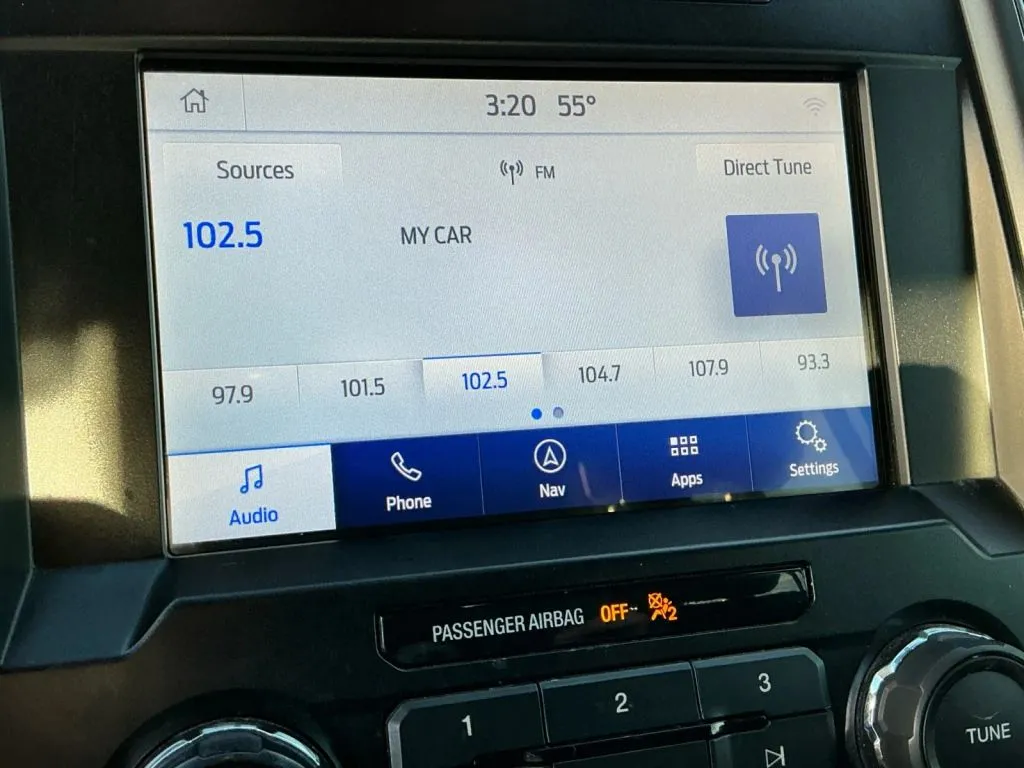 3:20 55°
Sources FM Direct Tune
102.5 MY CAR
97.9 101.5 102.5 104.7 107.9 93.3
Audio Phone Nav Apps Settings
PASSENGER AIRBAG OFF 2
1 2 3
TUNE